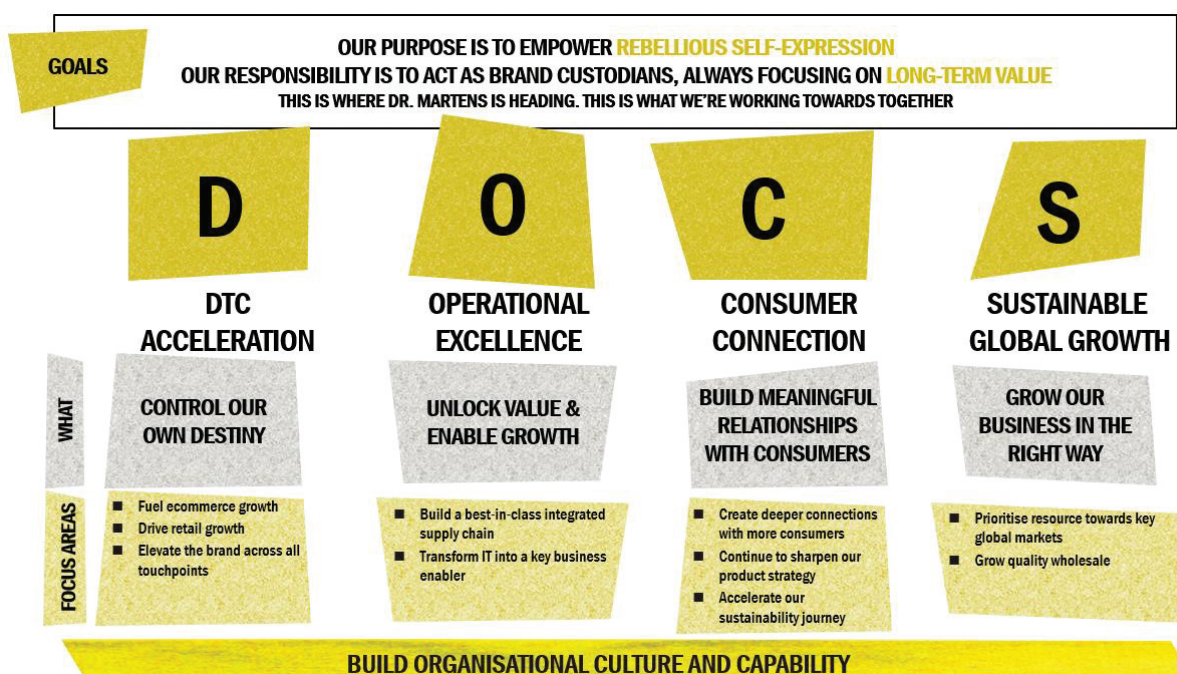 GOALS
OUR PURPOSE IS TO EMPOWER REBELLIOUS SELF-EXPRESSION
OUR RESPONSIBILITY IS TO ACT AS BRAND CUSTODIANS, ALWAYS FOCUSING ON LONG-TERM VALUE
THIS IS WHERE DR. MARTENS IS HEADING. THIS IS WHAT WE'RE WORKING TOWARDS TOGETHER
D
O
C
S
DTC
ACCELERATION
OPERATIONAL
EXCELLENCE
CONSUMER
CONNECTION
SUSTAINABLE
GLOBAL GROWTH
WHAT
CONTROL OUR
OWN DESTINY
UNLOCK VALUE &
ENABLE GROWTH
BUILD MEANINGFUL
RELATIONSHIPS
WITH CONSUMERS
GROW OUR
BUSINESS IN THE
RIGHT WAY
FOCUS AREAS
■ Fuel ecommerce growth
■ Drive retail growth
■ Elevate the brand across all
touchpoints
■ Build a best-in-class integrated
supply chain
■ Transform IT into a key business
enabler
■ Create deeper connections
with more consumers
■ Continue to sharpen our
product strategy
■ Accelerate our
sustainability journey
■ Prioritise resource towards key
global markets
■ Grow quality wholesale
BUILD ORGANISATIONAL CULTURE AND CAPABILITY